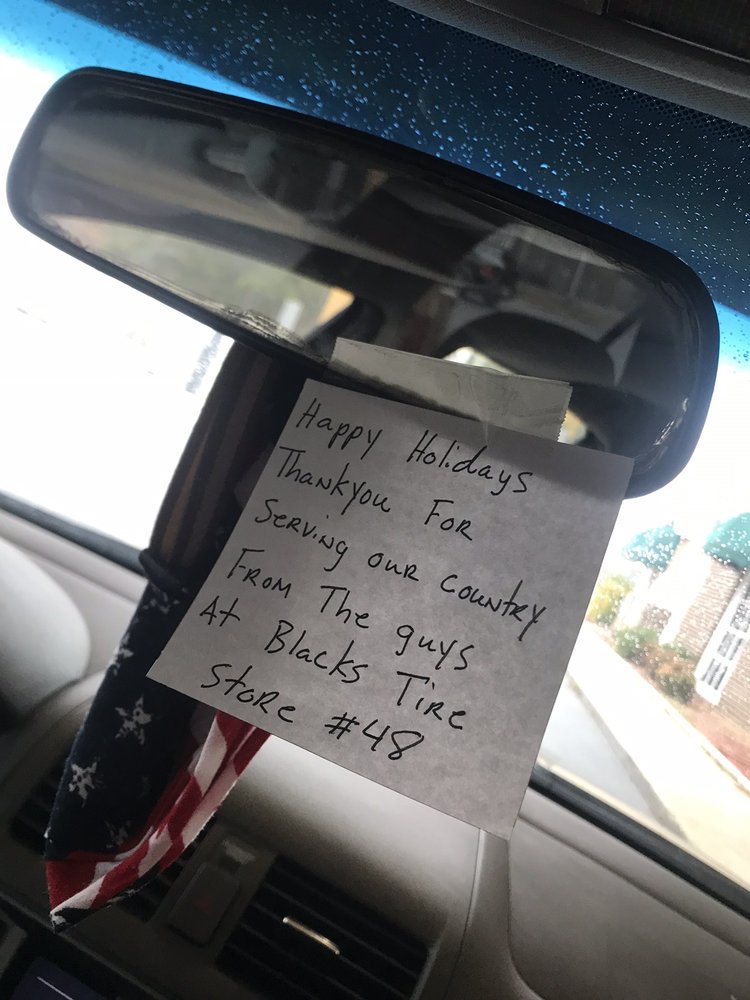 Happy Holidays
Thankyou For
Serving our country
From The guys
At Blacks Tire
Store #48